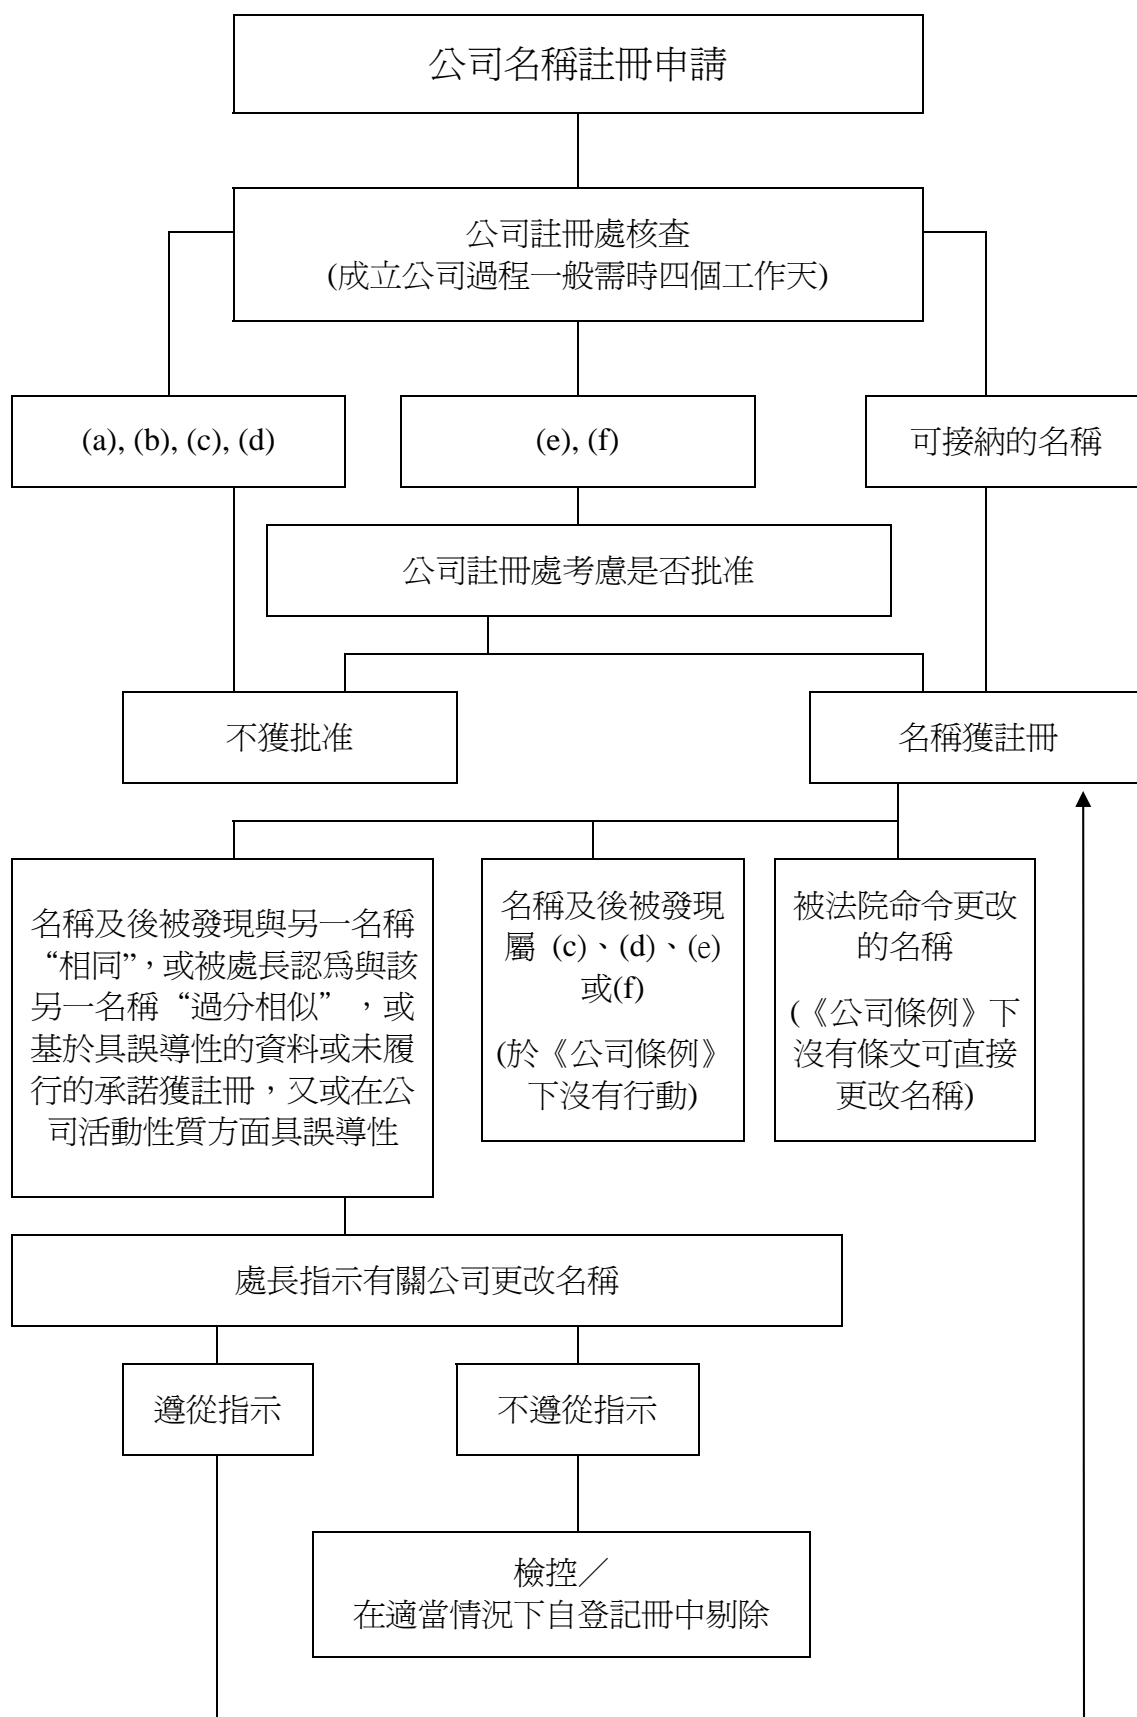 公司名稱註冊申請
公司註冊處核查
(成立公司過程一般需時四個工作天)
(a), (b), (c), (d)
(e), (f)
可接納的名稱
公司註冊處考慮是否批准
不獲批准
名稱獲註冊
名稱及後被發現與另一名稱
“相同”，或被處長認爲與該
另一名稱“過分相似”，或
基於具誤導性的資料或未履
行的承諾獲註冊，又或在公
司活動性質方面具誤導性
名稱及後被發現
屬 (c)、(d)、(e)
或(f)
(於《公司條例》
下沒有行動)
被法院命令更改
的名稱
(《公司條例》下
沒有條文可直接
更改名稱)
處長指示有關公司更改名稱
遵從指示
不遵從指示
檢控／
在適當情況下自登記冊中剔除